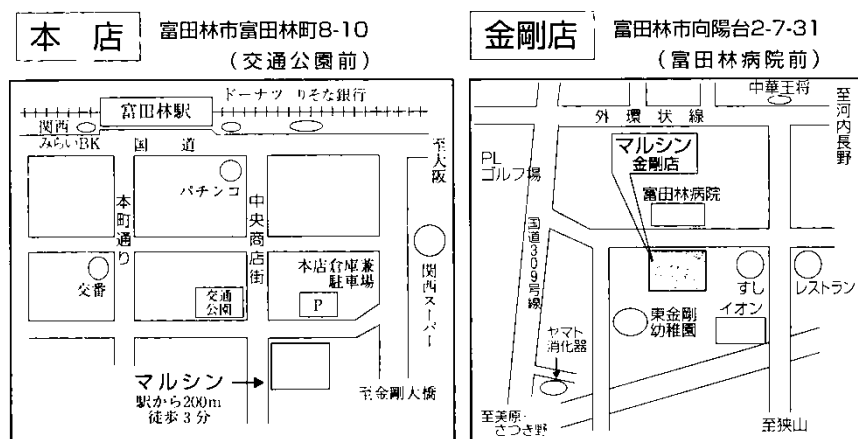 本店
富田林市富田林町8-10
(交通公園前)
ドーナツ りそな銀行
富田林駅
関西
みらいBK
国道
至大阪
パチンコ
本町通り
中央商店街
交番
交通
公園
本店倉庫兼
駐車場
P
関西スーパー
マルシン
駅から200m
徒歩3分
至金剛大橋
金剛店
富田林市向陽台2-7-31
(富田林病院前)
中華王将
至河内長野
外環状線
マルシン
金剛店
PL
ゴルフ場
富田林病院
国道309号線
すし
レストラン
東金剛
幼稚園
イオン
ヤマト
消化器
至美原・
さつき野
至狭山